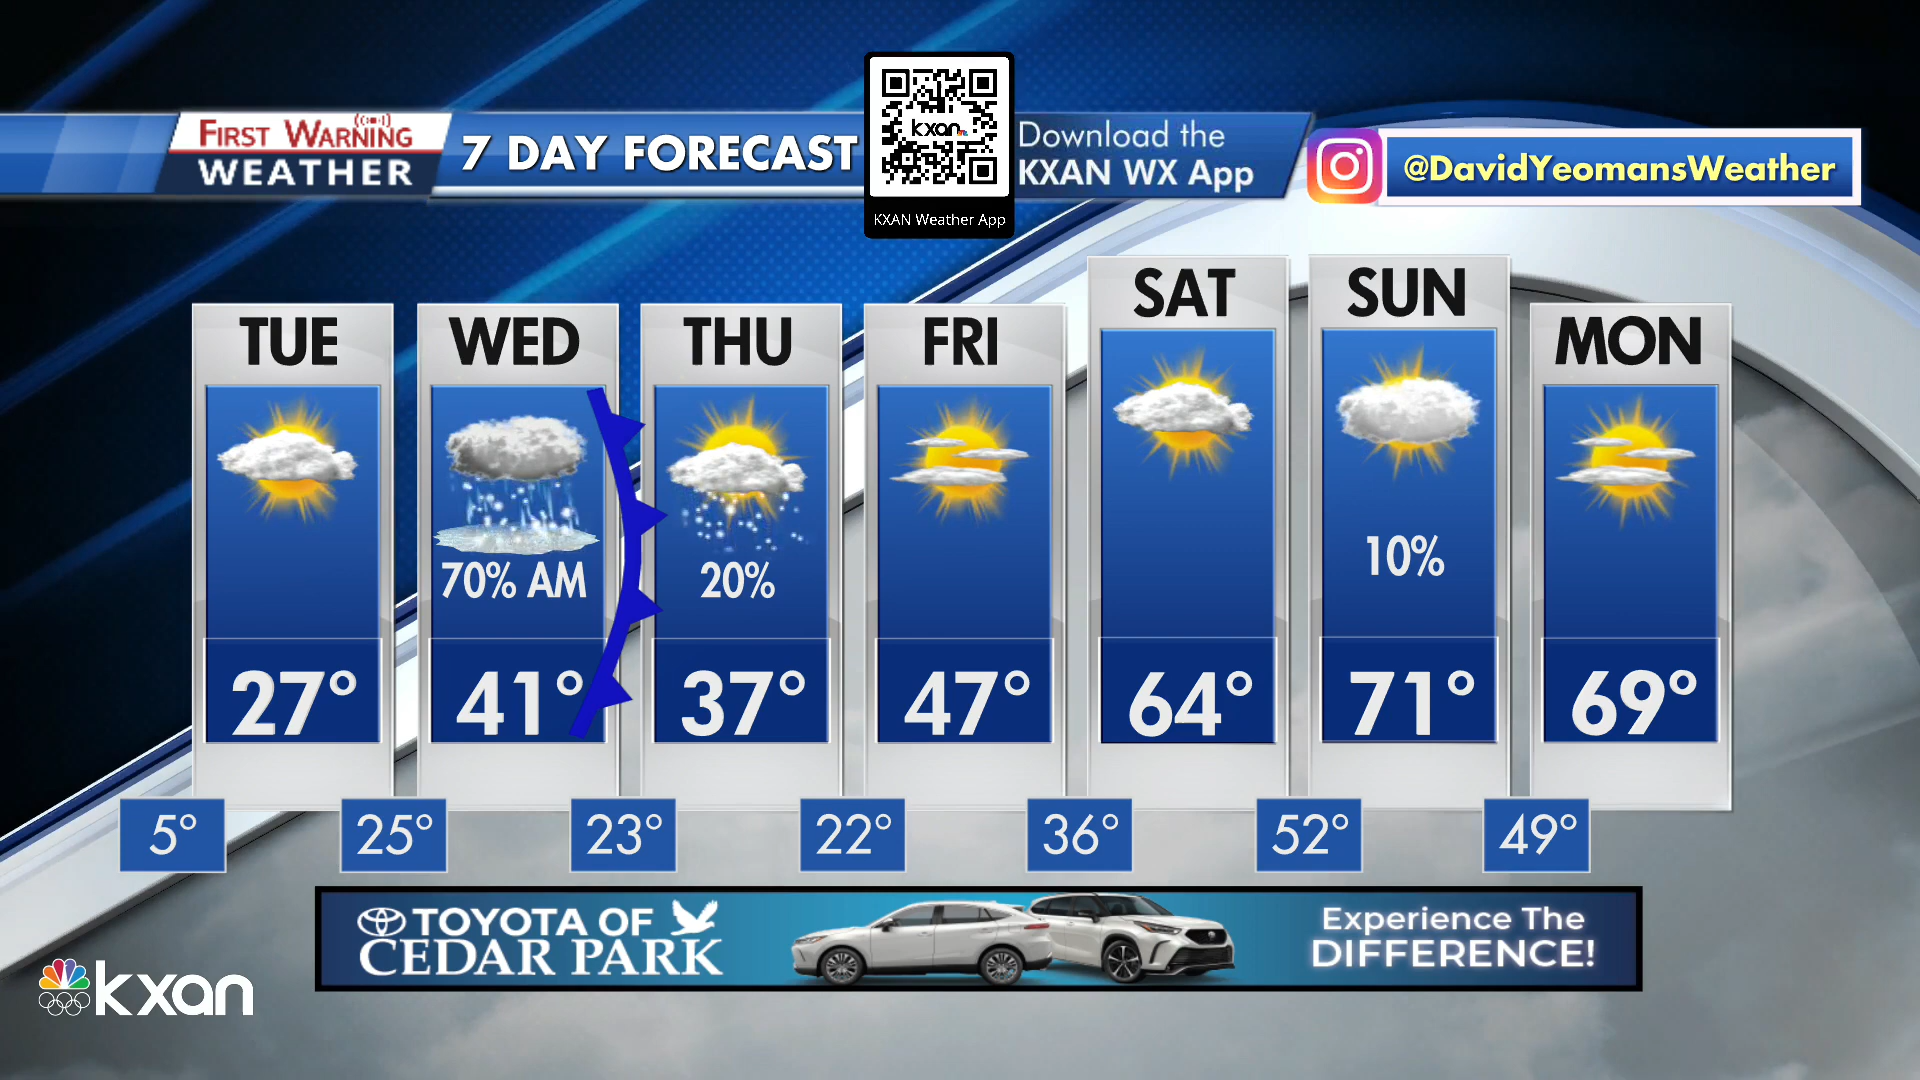 FIRST WARNING
WEATHER
7 DAY FORECAST
kxan
KXAN Weather App
Download the
KXAN WX App
@DavidYeomansWeather
TUE
WED
THU
FRI
SAT
SUN
MON
70% AM
20%
10%
27°
41°
37°
47°
64°
71°
69°
5°
25°
23°
22°
36°
52°
49°
TOYOTA OF
CEDAR PARK
Experience The
DIFFERENCE!
kxan